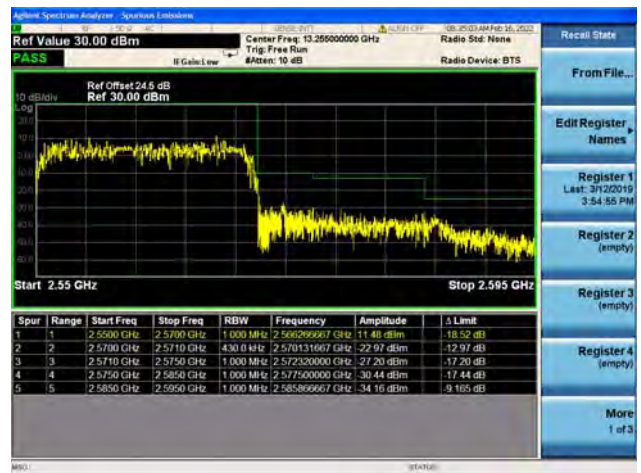 Agilent Spectrum Analyzer - Spurious Emissions
08:35:03 AM Feb 16, 2022
Ref Value 30.00 dBm
Center Freq: 13.255000000 GHz
Radio Std: None
Trig: Free Run
PASS
IFGain:Low
#Atten: 10 dB
Radio Device: BTS
Ref Offset 24.5 dB
10 dB/div
Ref 30.00 dBm
Log
Start 2.55 GHz
Stop 2.595 GHz
Spur Range Start Freq Stop Freq RBW Frequency Amplitude Δ Limit
1 1 2.5500 GHz 2.5700 GHz 1.000 MHz 2.566266667 GHz 11.48 dBm -18.52 dB
2 2 2.5700 GHz 2.5710 GHz 430.0 kHz 2.570131667 GHz -22.97 dBm -12.97 dB
3 3 2.5710 GHz 2.5750 GHz 1.000 MHz 2.572320000 GHz -27.20 dBm -17.20 dB
4 4 2.5750 GHz 2.5850 GHz 1.000 MHz 2.577500000 GHz -30.44 dBm -17.44 dB
5 5 2.5850 GHz 2.5950 GHz 1.000 MHz 2.585866667 GHz -34.16 dBm -9.165 dB
MSG
STATUS
Recall State
From File...
Edit Register
Names
Register 1
Last: 3/12/2019
3:54:55 PM
Register 2
(empty)
Register 3
(empty)
Register 4
(empty)
More
1 of 3